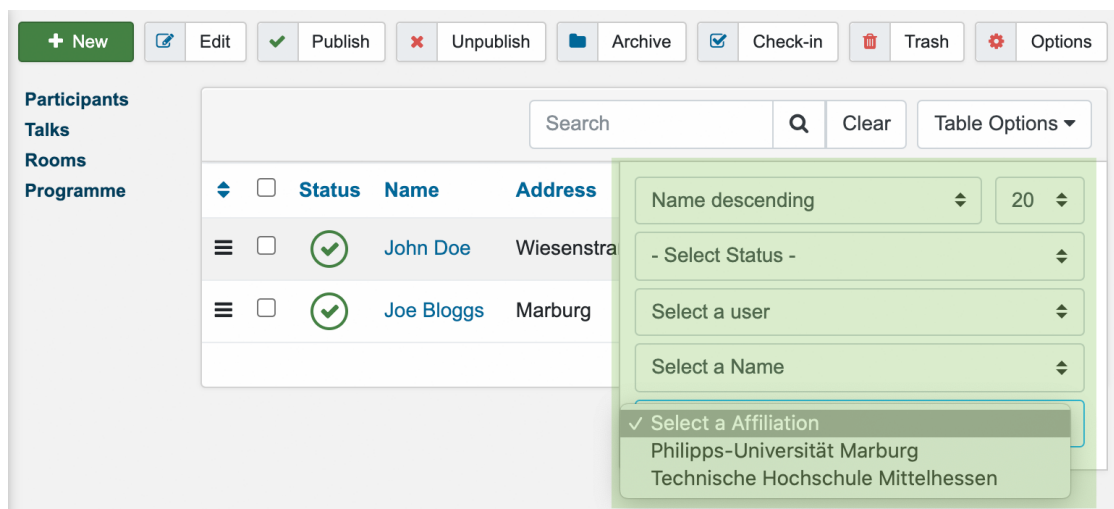 New Edit Publish Unpublish Archive Check-in Trash Options
Participants
Talks
Rooms
Programme
Search Clear Table Options
Status Name Address
Name descending 20
John Doe Wiesenstra
- Select Status -
Select a user
Joe Bloggs Marburg
Select a Name
Select a Affiliation
Philipps-Universität Marburg
Technische Hochschule Mittelhessen